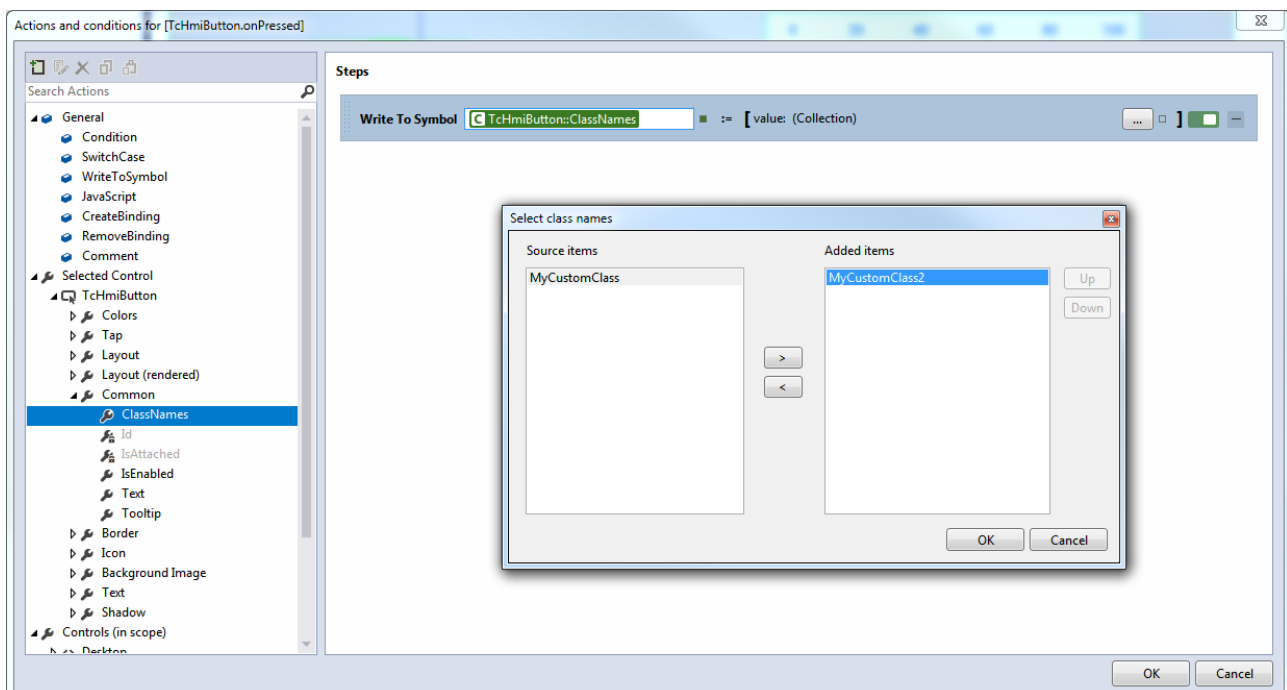 Actions and conditions for [TcHmiButton.onPressed]
Search Actions
General
Condition
SwitchCase
WriteToSymbol
JavaScript
CreateBinding
RemoveBinding
Comment
Selected Control
TcHmiButton
Colors
Tap
Layout
Layout (rendered)
Common
ClassNames
Id
IsAttached
IsEnabled
Text
Tooltip
Border
Icon
Background Image
Text
Shadow
Controls (in scope)
Desktop
Steps
Write To Symbol C TcHmiButton::ClassNames := [ value: (Collection) ... ]
Select class names
Source items
MyCustomClass
>
<
Added items
MyCustomClass2
Up
Down
OK Cancel
OK Cancel